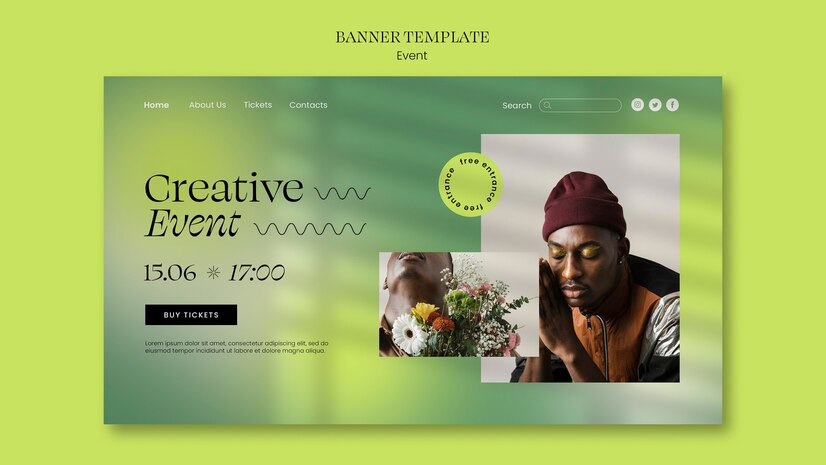 BANNER TEMPLATE
Event
Home About Us Tickets Contacts
Search
free entrance free entrance
Creative
Event
15.06 17:00
BUY TICKETS
Lorem ipsum dolor sit amet, consectetur adipiscing elit, sed do
eiusmod tempor incididunt ut labore et dolore magna aliqua.